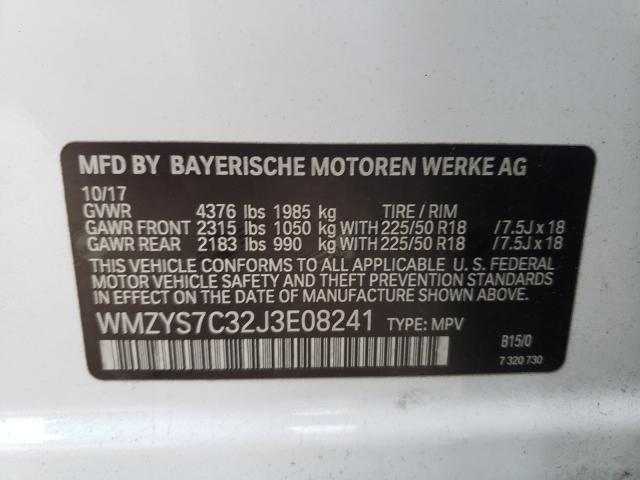 MFD BY BAYERISCHE MOTOREN WERKE AG
10/17
GVWR 4376 lbs 1985 kg TIRE / RIM
GAWR FRONT 2315 lbs 1050 kg WITH 225/50 R18 / 7.5J x 18
GAWR REAR 2183 lbs 990 kg WITH 225/50 R18 / 7.5J x 18
THIS VEHICLE CONFORMS TO ALL APPLICABLE U. S. FEDERAL
MOTOR VEHICLE SAFETY AND THEFT PREVENTION STANDARDS
IN EFFECT ON THE DATE OF MANUFACTURE SHOWN ABOVE.
WMZYS7C32J3E08241 TYPE: MPV
B15/0
7 320 730